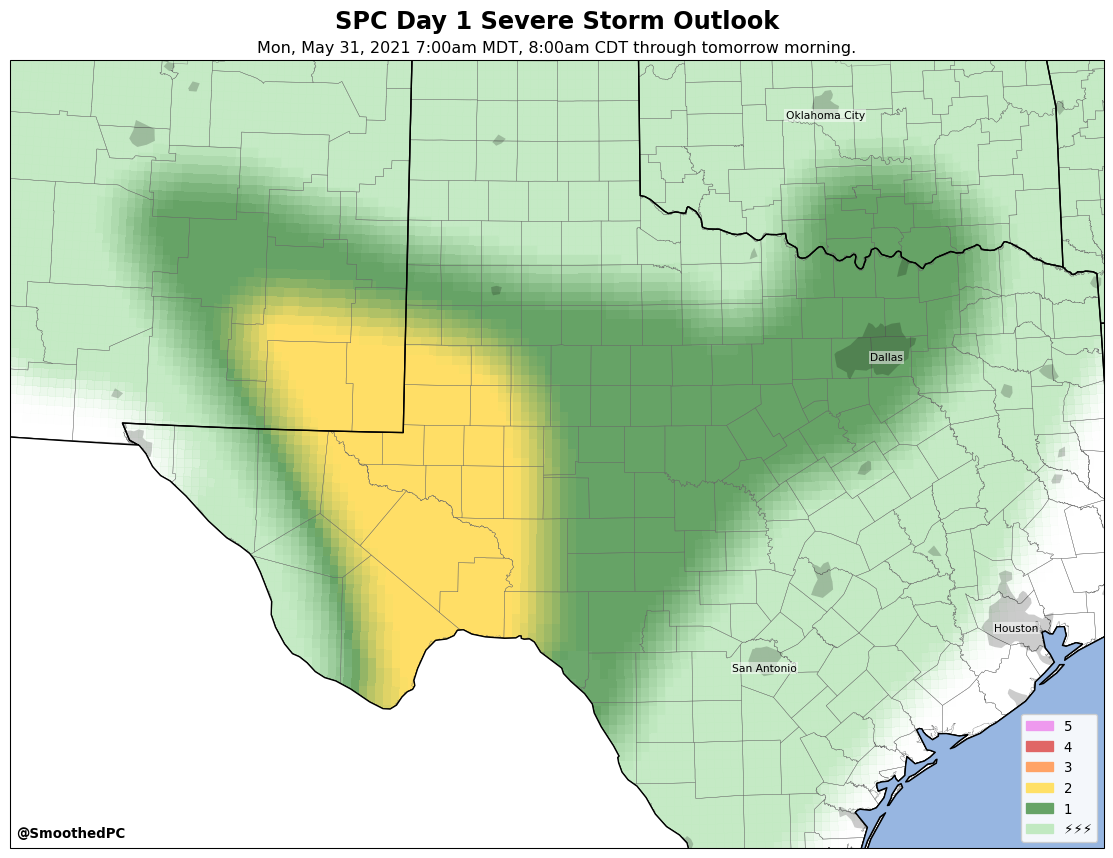 SPC Day 1 Severe Storm Outlook
Mon, May 31, 2021 7:00am MDT, 8:00am CDT through tomorrow morning.
Oklahoma City
Dallas
Houston
San Antonio
5
4
3
2
1
⚡⚡⚡
@SmoothedPC